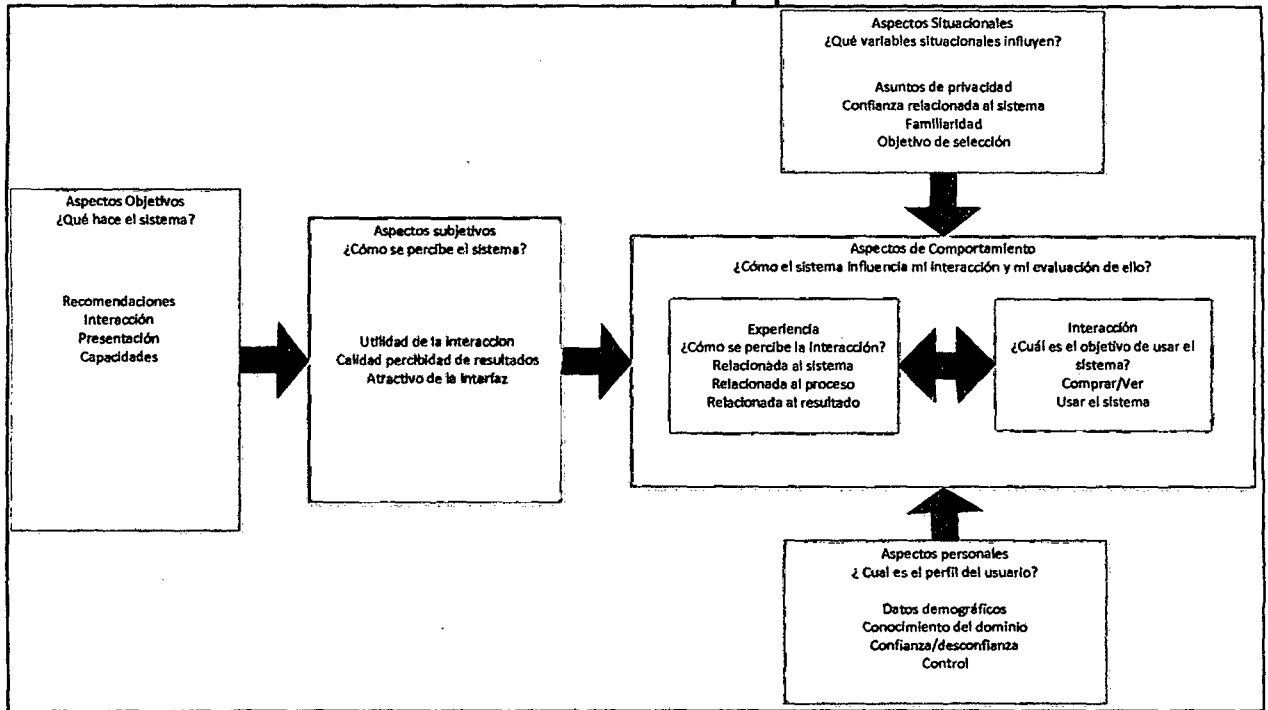 Aspectos Situacionales
¿Qué variables situacionales influyen?
Asuntos de privacidad
Confianza relacionada al sistema
Familiaridad
Objetivo de selección
Aspectos Objetivos
¿Qué hace el sistema?
Recomendaciones
Interacción
Presentación
Capacidades
Aspectos subjetivos
¿Cómo se percibe el sistema?
Utilidad de la interaccion
Calidad percibidad de resultados
Atractivo de la interfaz
Aspectos de Comportamiento
¿Cómo el sistema influencia mi interacción y mi evaluación de ello?
Experiencia
¿Cómo se percibe la interacción?
Relacionada al sistema
Relacionada al proceso
Relacionada al resultado
Interacción
¿Cuál es el objetivo de usar el
sistema?
Comprar/Ver
Usar el sistema
Aspectos personales
¿ Cual es el perfil del usuario?
Datos demográficos
Conocimiento del dominio
Confianza/desconfianza
Control